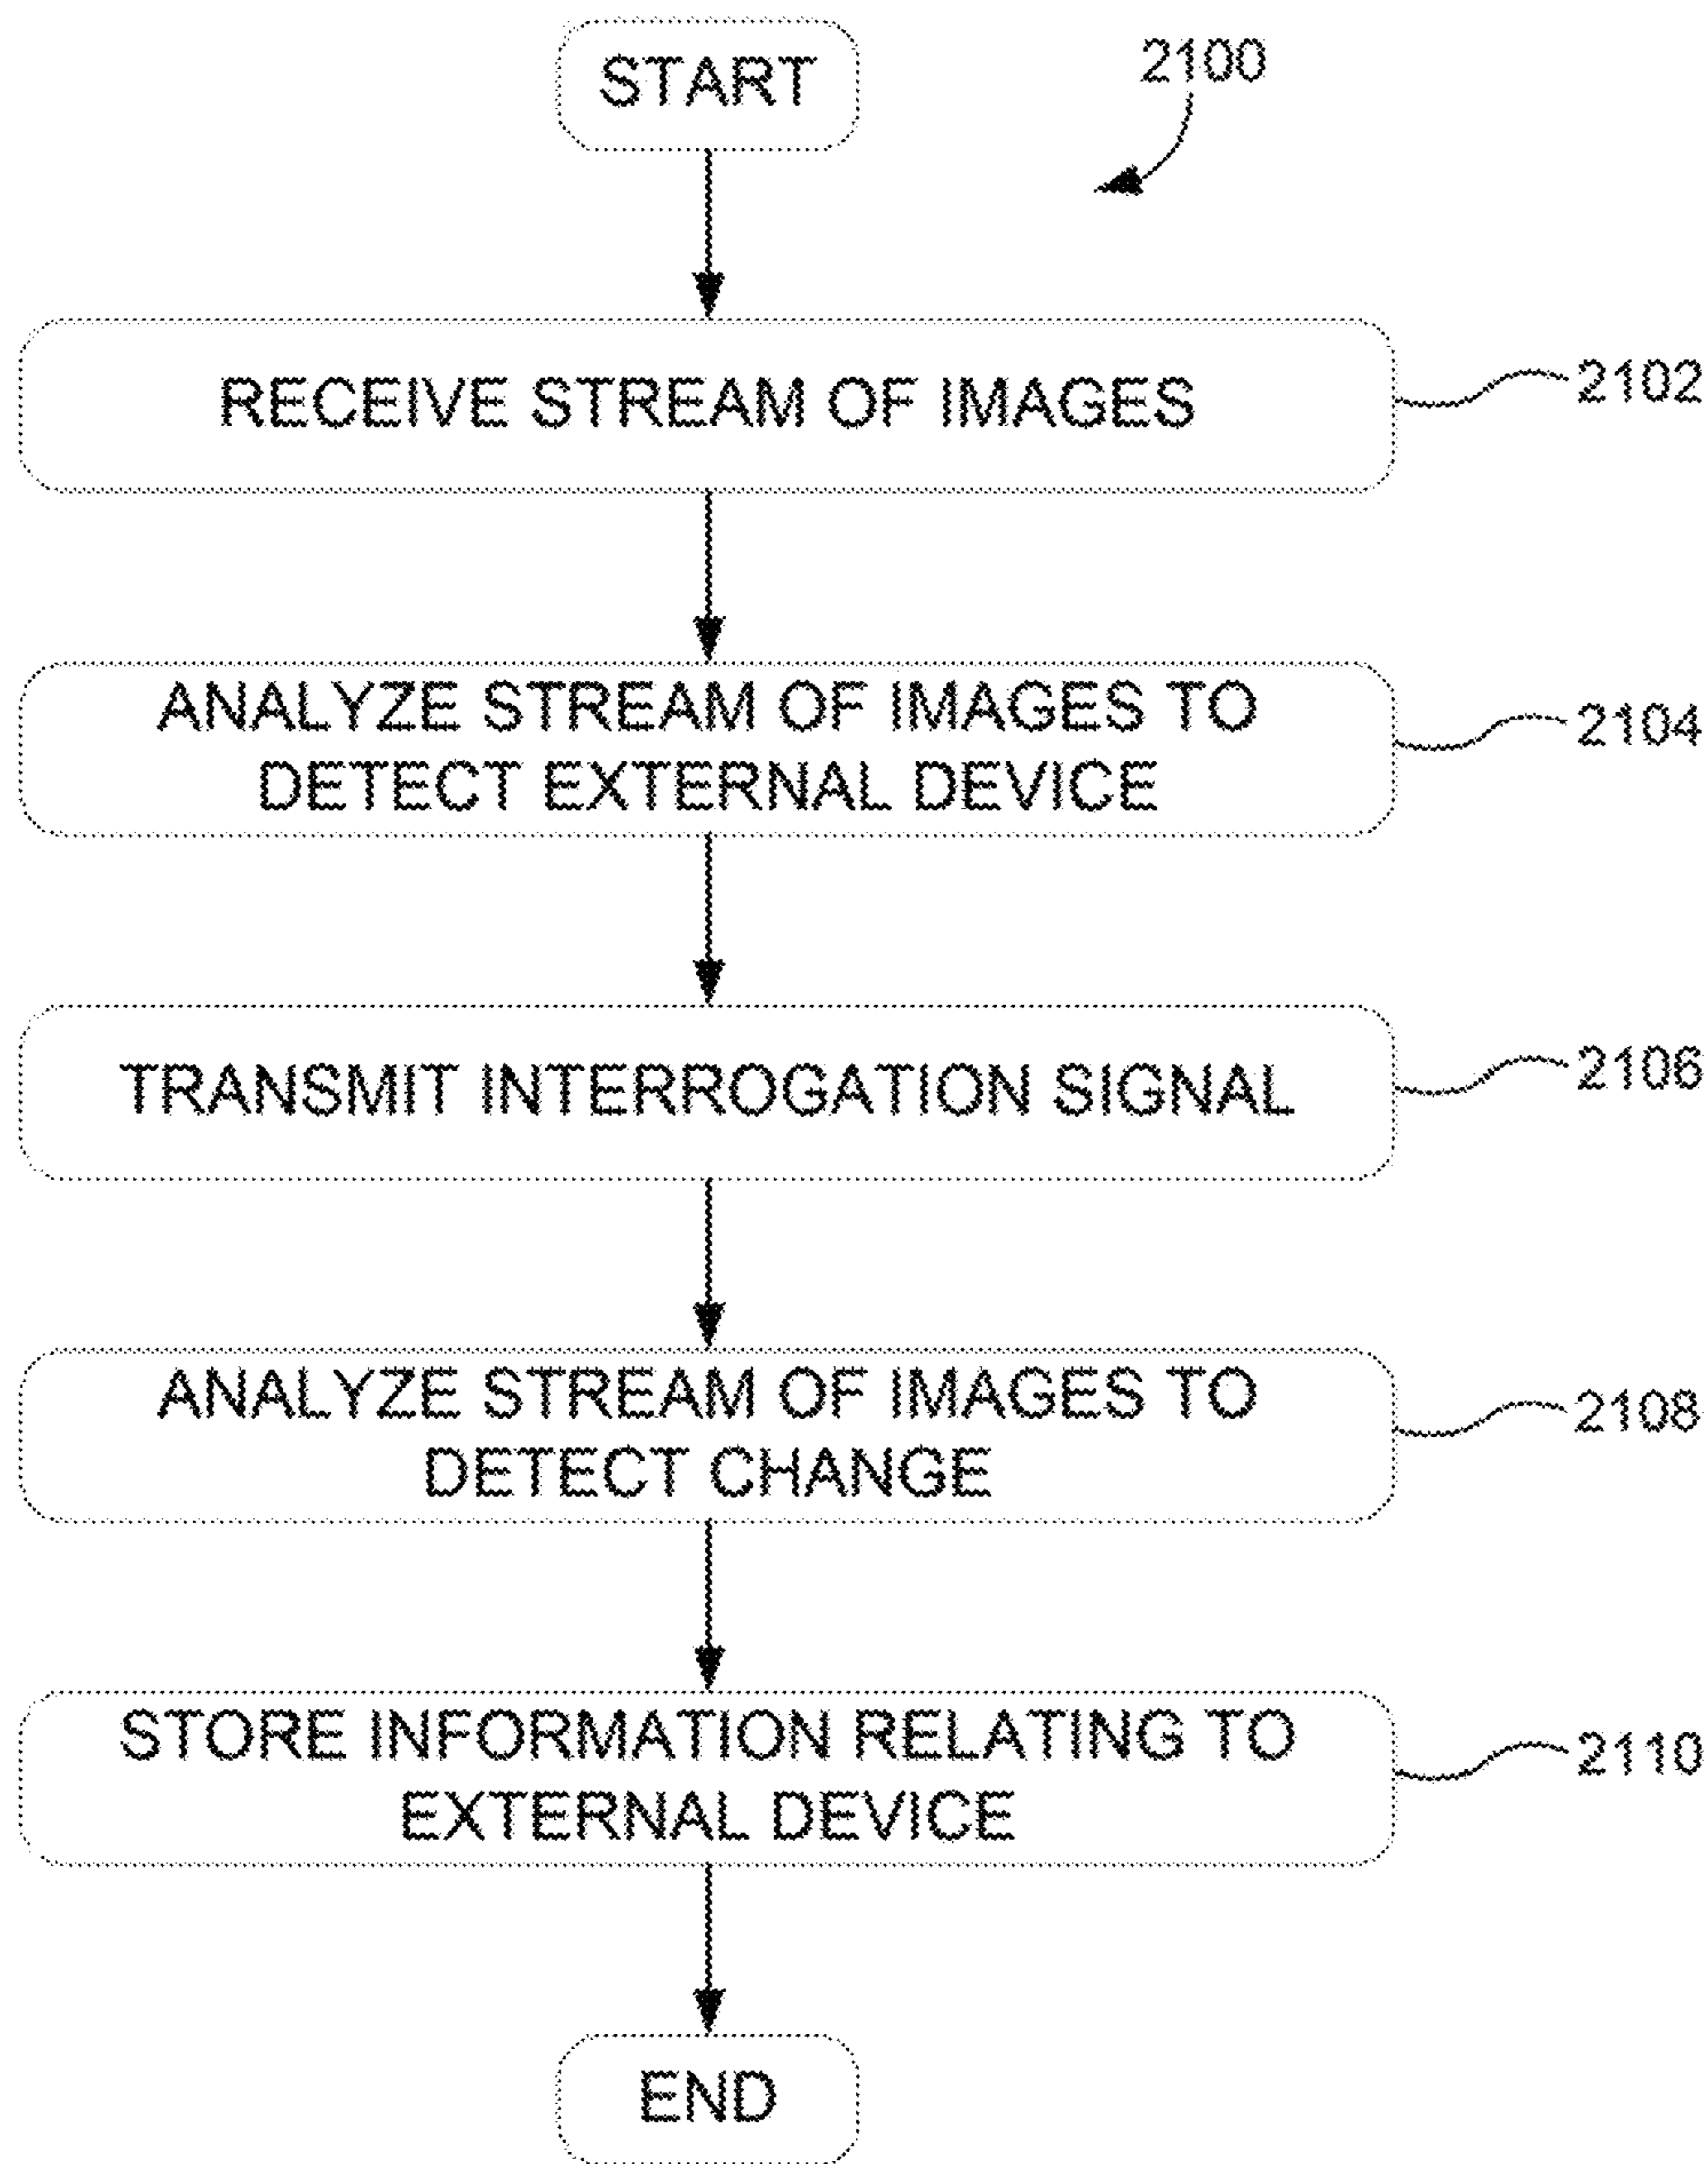 START
2100
RECEIVE STREAM OF IMAGES
2102
ANALYZE STREAM OF IMAGES TO
DETECT EXTERNAL DEVICE
2104
TRANSMIT INTERROGATION SIGNAL
2106
ANALYZE STREAM OF IMAGES TO
DETECT CHANGE
2108
STORE INFORMATION RELATING TO
EXTERNAL DEVICE
2110
END